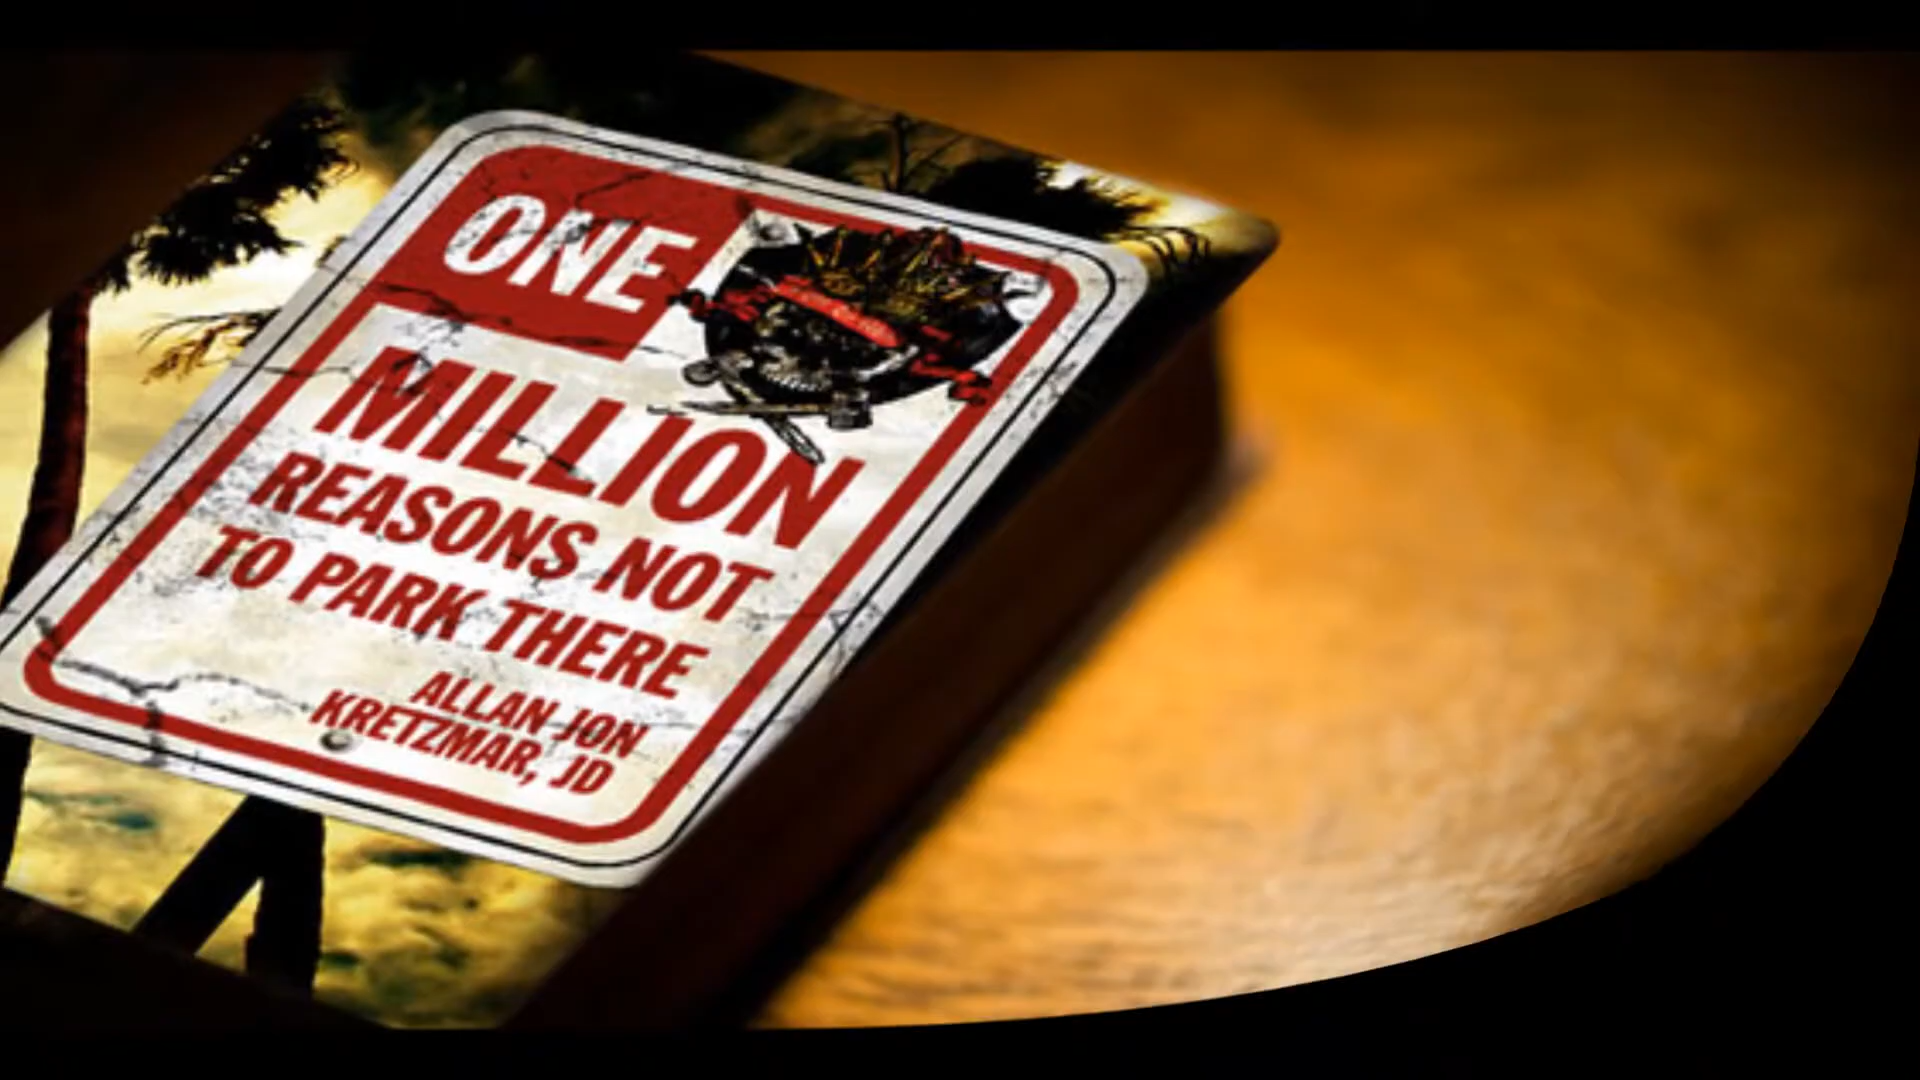 ONE
MILLION
REASONS NOT
TO PARK THERE
ALLAN JON
KRETZMAR, JD